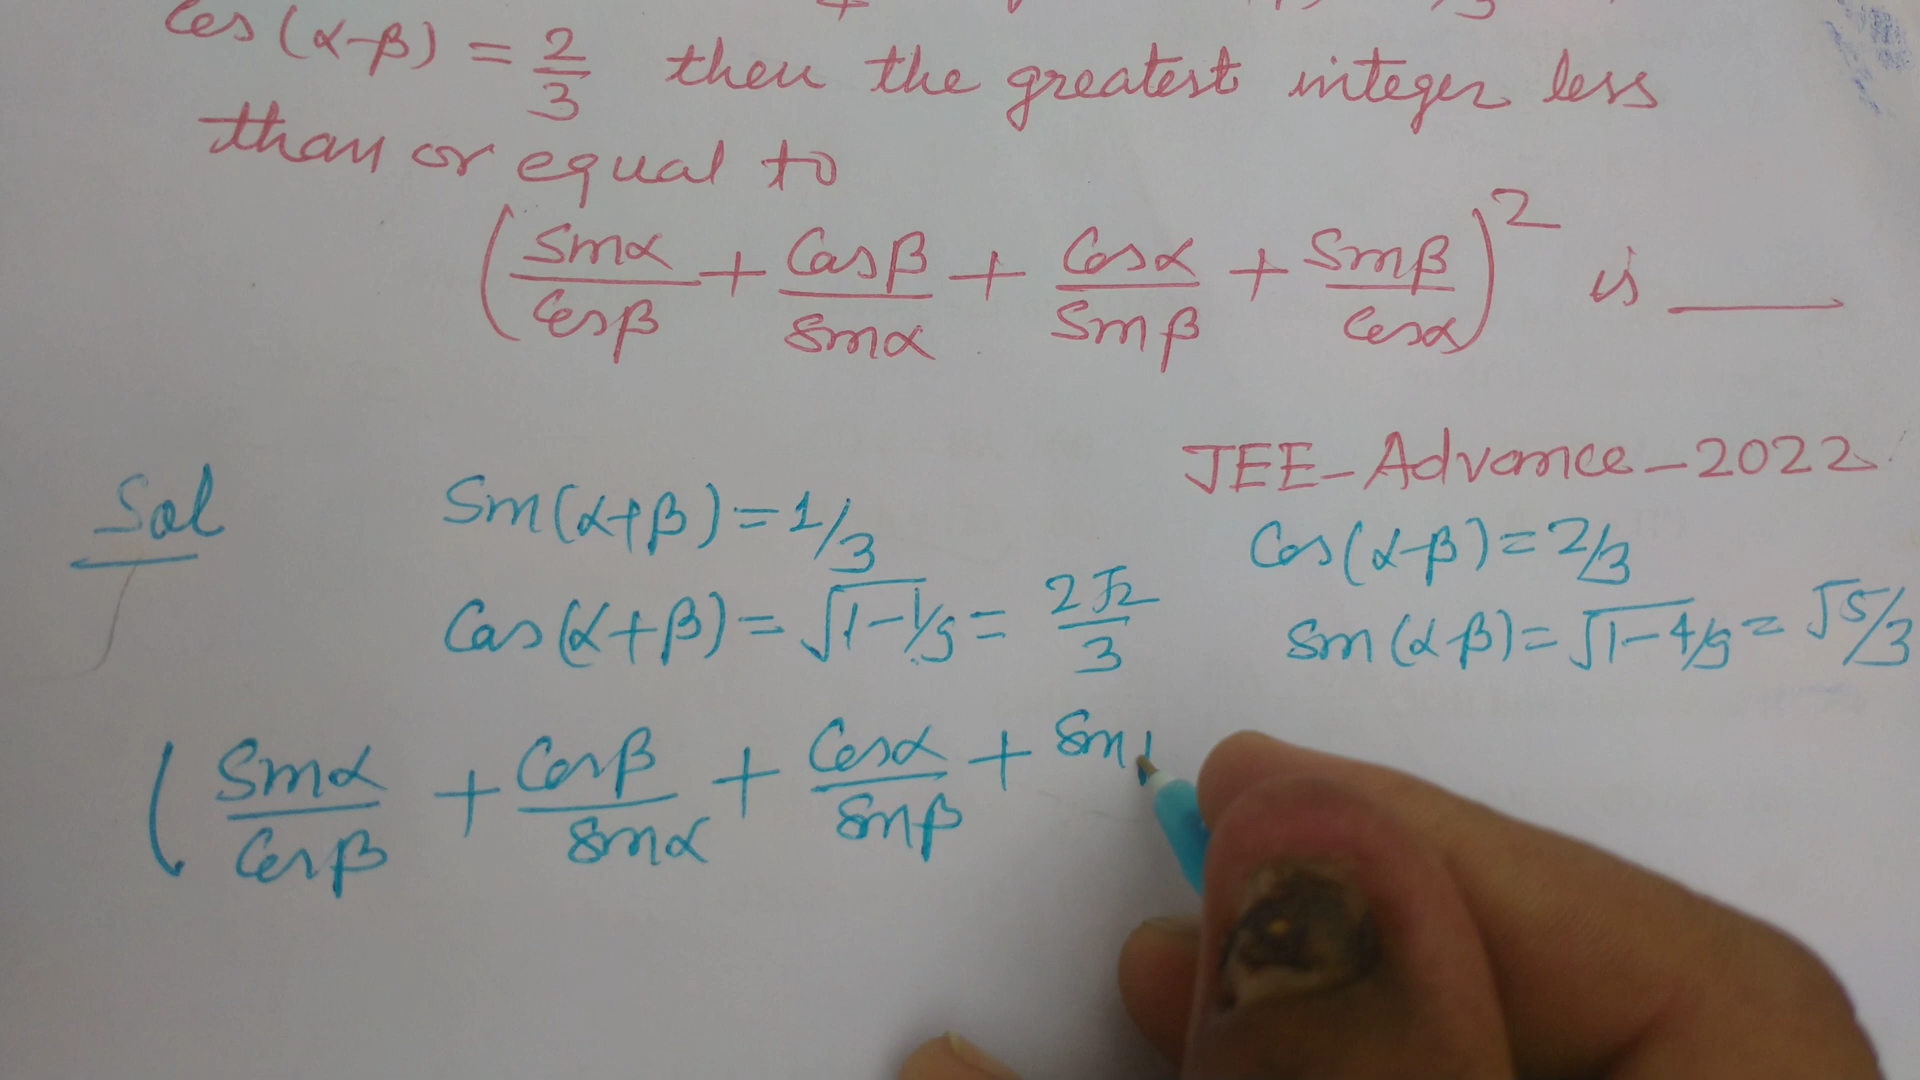 Cos(α-β) = 2/3 then the greatest integer less
than or equal to
(Sinα/Cosβ + Cosβ/Sinα + Cosα/Sinβ + Sinβ/Cosα)² is ____
JEE-Advance-2022
Sol
Sin(α+β)=1/3
Cos(α-β)=2/3
Cos(α+β)=√1-1/9 = 2√2/3
Sin(α-β)=√1-4/9 = √5/3
(Sinα/Cosβ + Cosβ/Sinα + Cosα/Sinβ + Sin